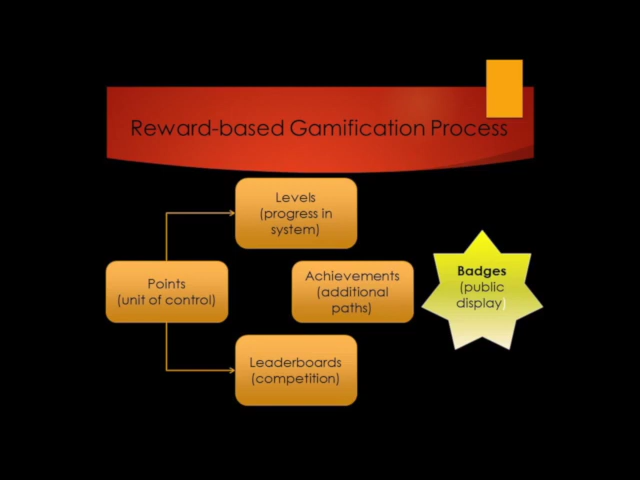 Reward-based Gamification Process
Levels
(progress in
system)
Points
(unit of control)
Achievements
(additional
paths)
Badges
(public
display)
Leaderboards
(competition)